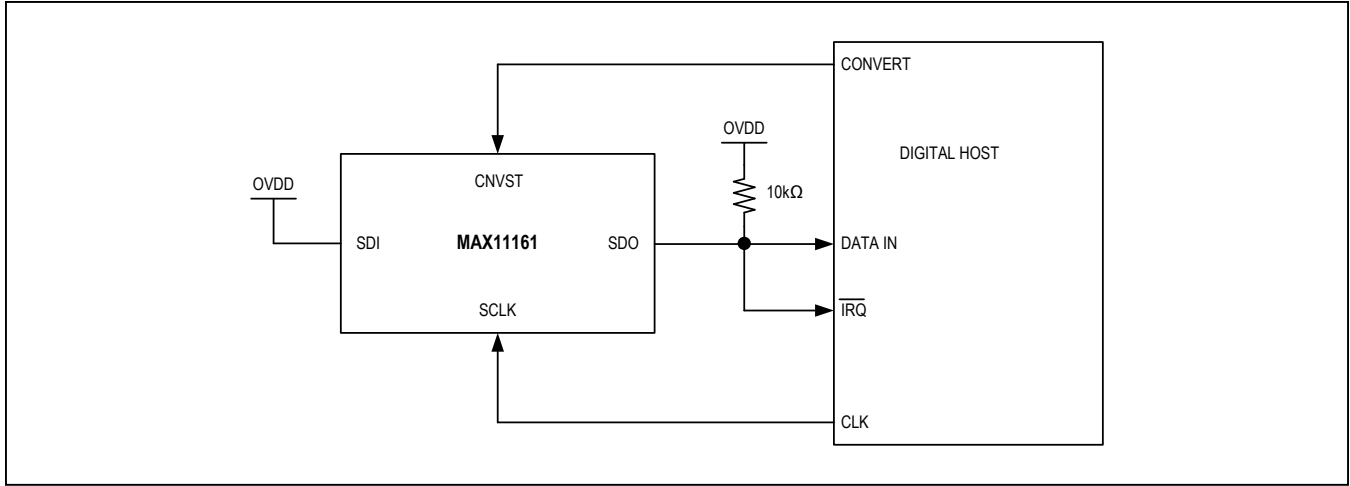 CONVERT
OVDD
DIGITAL HOST
OVDD
CNVST
10kΩ
SDI
MAX11161
SDO
DATA IN
SCLK
IRQ
CLK